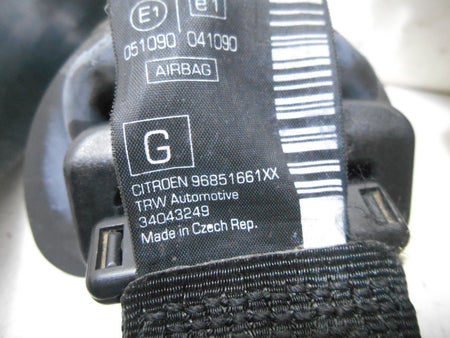 E1 e1
051090 041090
AIRBAG
G
CITROEN 96851661XX
TRW Automotive
34043249
Made in Czech Rep.